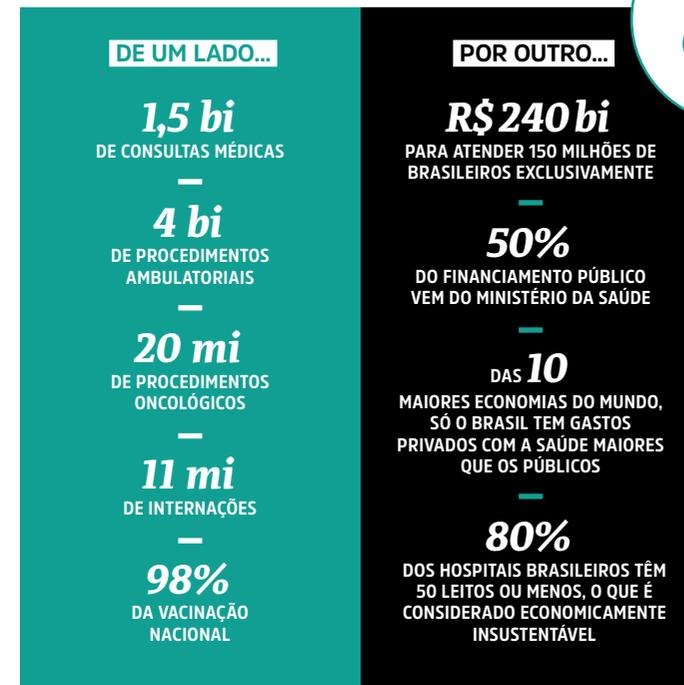 DE UM LADO...
1,5 bi
DE CONSULTAS MÉDICAS
4 bi
DE PROCEDIMENTOS
AMBULATORIAIS
20 mi
DE PROCEDIMENTOS
ONCOLÓGICOS
11 mi
DE INTERNAÇÕES
98%
DA VACINAÇÃO
NACIONAL
POR OUTRO...
R$ 240 bi
PARA ATENDER 150 MILHÕES DE
BRASILEIROS EXCLUSIVAMENTE
50%
DO FINANCIAMENTO PÚBLICO
VEM DO MINISTÉRIO DA SAÚDE
DAS 10
MAIORES ECONOMIAS DO MUNDO,
SÓ O BRASIL TEM GASTOS
PRIVADOS COM A SAÚDE MAIORES
QUE OS PÚBLICOS
80%
DOS HOSPITAIS BRASILEIROS TÊM
50 LEITOS OU MENOS, O QUE É
CONSIDERADO ECONOMICAMENTE
INSUSTENTÁVEL